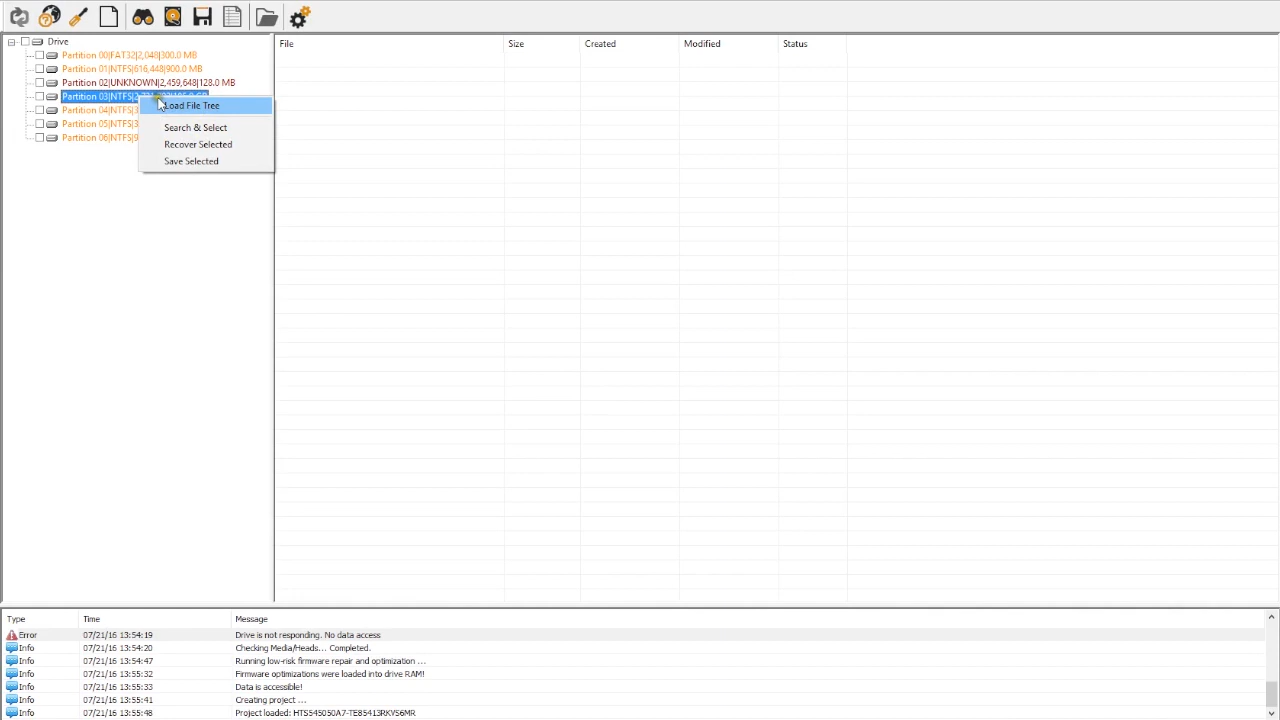 File Size Created Modified Status
Drive
Partition 00|FAT32|2,048|300.0 MB
Partition 01|NTFS|616,448|900.0 MB
Partition 02|UNKNOWN|2,459,648|128.0 MB
Partition 03|NTFS|
Load File Tree
Partition 04|NTFS|3
Partition 05|NTFS|3
Search & Select
Partition 06|NTFS|9
Recover Selected
Save Selected
Type Time Message
Error 07/21/16 13:54:19 Drive is not responding. No data access
Info 07/21/16 13:54:20 Checking Media/Heads... Completed.
Info 07/21/16 13:54:47 Running low-risk firmware repair and optimization ...
Info 07/21/16 13:55:32 Firmware optimizations were loaded into drive RAM!
Info 07/21/16 13:55:33 Data is accessible!
Info 07/21/16 13:55:41 Creating project ...
Info 07/21/16 13:55:48 Project loaded: HTS545050A7-TE85413RKVS6MR